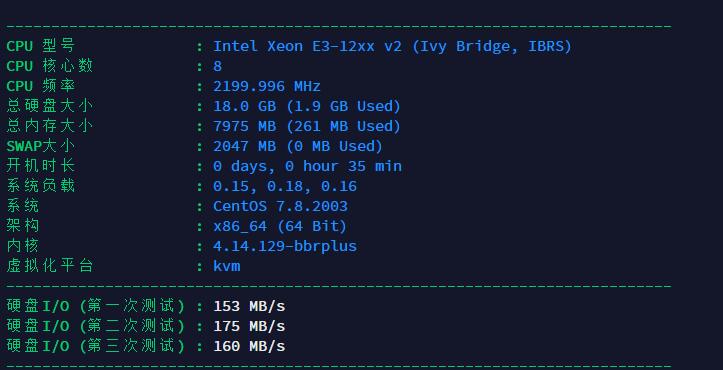 CPU 型号 : Intel Xeon E3-12xx v2 (Ivy Bridge, IBRS)
CPU 核心数 : 8
CPU 频率 : 2199.996 MHz
总硬盘大小 : 18.0 GB (1.9 GB Used)
总内存大小 : 7975 MB (261 MB Used)
SWAP大小 : 2047 MB (0 MB Used)
开机时长 : 0 days, 0 hour 35 min
系统负载 : 0.15, 0.18, 0.16
系统 : CentOS 7.8.2003
架构 : x86_64 (64 Bit)
内核 : 4.14.129-bbrplus
虚拟化平台 : kvm
硬盘I/O (第一次测试) : 153 MB/s
硬盘I/O (第二次测试) : 175 MB/s
硬盘I/O (第三次测试) : 160 MB/s